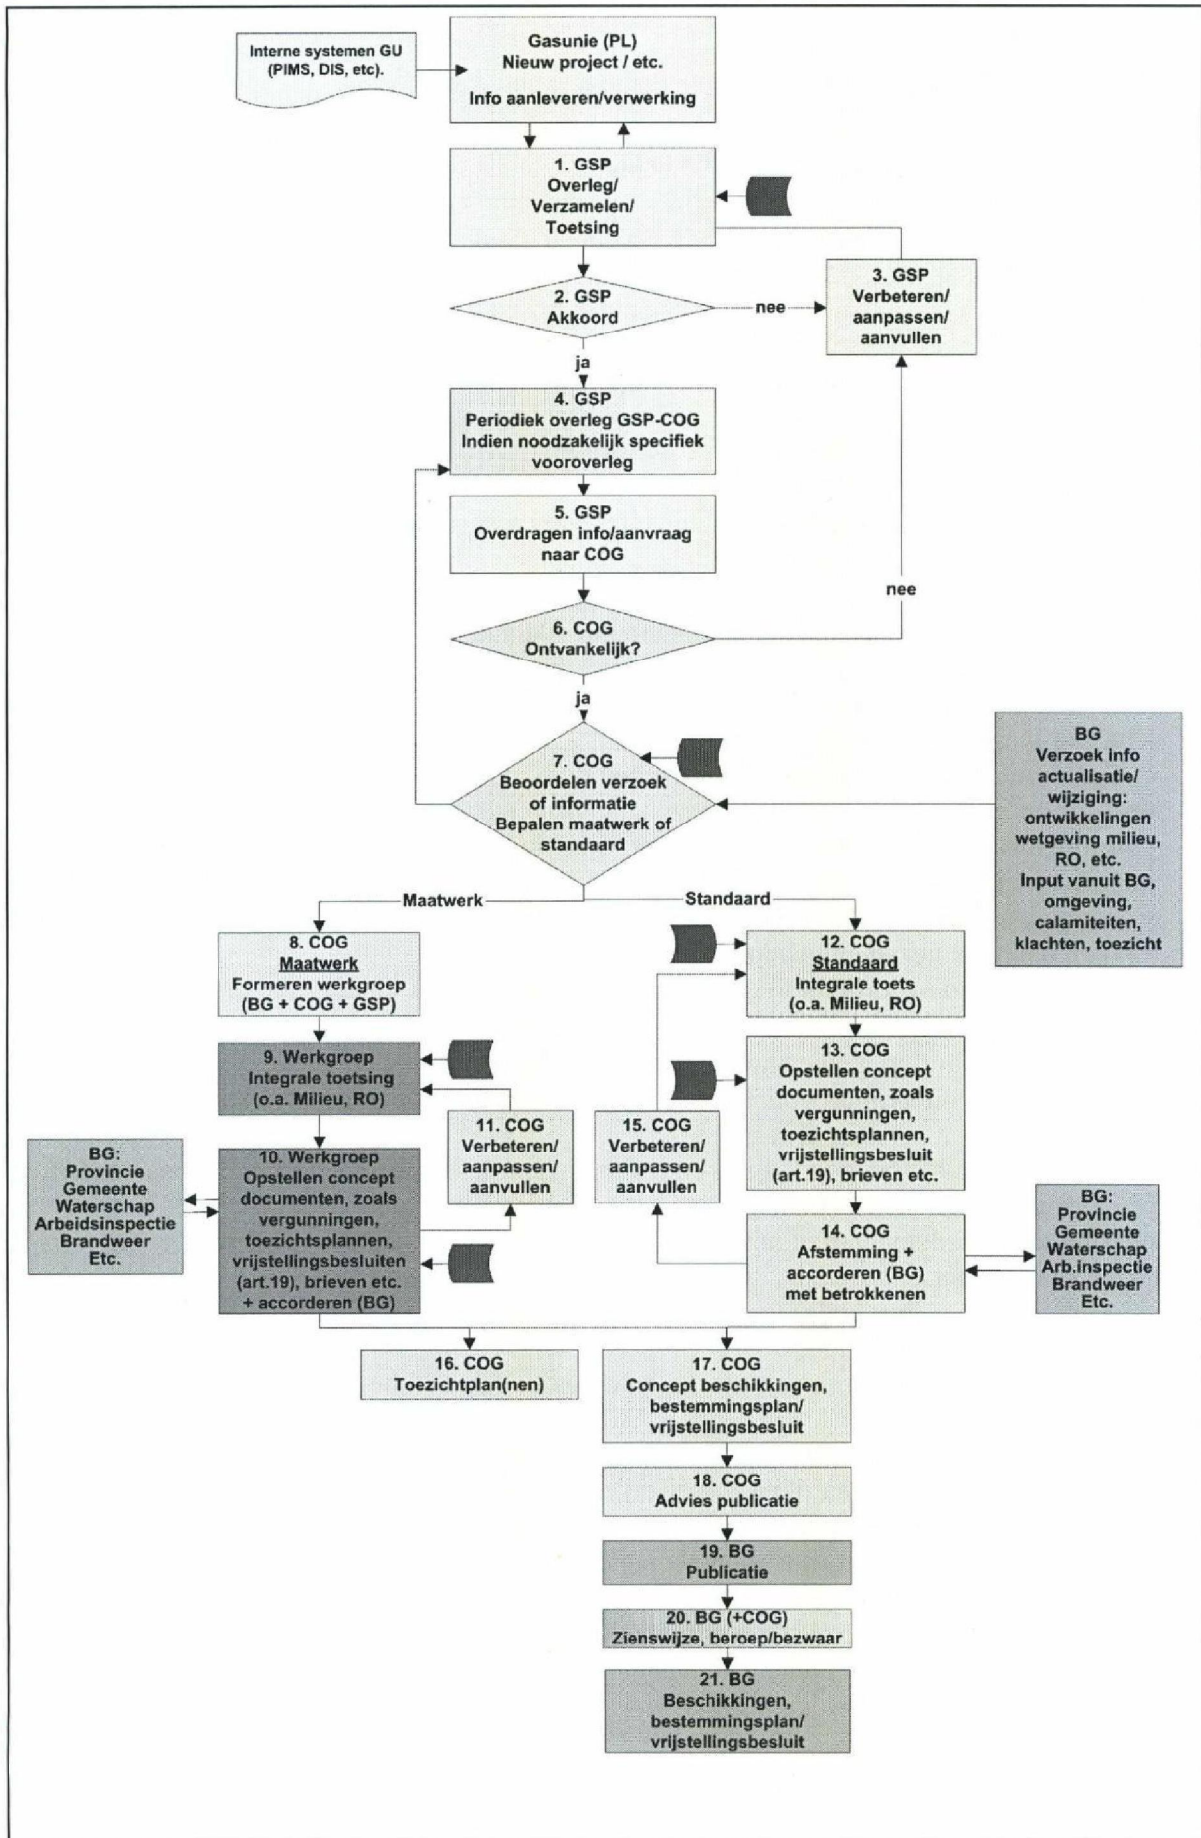 Interne systemen GU
(PIMS, DIS, etc).
Gasunie (PL)
Nieuw project / etc.
Info aanleveren/verwerking
1. GSP
Overleg/
Verzamelen/
Toetsing
2. GSP
Akkoord
nee
3. GSP
Verbeteren/
aanpassen/
aanvullen
ja
4. GSP
Periodiek overleg GSP-COG
Indien noodzakelijk specifiek
vooroverleg
5. GSP
Overdragen info/aanvraag
naar COG
nee
6. COG
Ontvankelijk?
ja
7. COG
Beoordelen verzoek
of informatie
Bepalen maatwerk of
standaard
BG
Verzoek info
actualisatie/
wijziging:
ontwikkelingen
wetgeving milieu,
RO, etc.
Input vanuit BG,
omgeving,
calamiteiten,
klachten, toezicht
Maatwerk
Standaard
8. COG
Maatwerk
Formeren werkgroep
(BG + COG + GSP)
9. Werkgroep
Integrale toetsing
(o.a. Milieu, RO)
10. Werkgroep
Opstellen concept
documenten, zoals
vergunningen,
toezichtsplannen,
vrijstellingsbesluiten
(art.19), brieven etc.
+ accorderen (BG)
BG:
Provincie
Gemeente
Waterschap
Arbeidsinspectie
Brandweer
Etc.
11. COG
Verbeteren/
aanpassen/
aanvullen
12. COG
Standaard
Integrale toets
(o.a. Milieu, RO)
13. COG
Opstellen concept
documenten, zoals
vergunningen,
toezichtsplannen,
vrijstellingsbesluit
(art.19), brieven etc.
15. COG
Verbeteren/
aanpassen/
aanvullen
14. COG
Afstemming +
accorderen (BG)
met betrokkenen
BG:
Provincie
Gemeente
Waterschap
Arb.inspectie
Brandweer
Etc.
16. COG
Toezichtplan(nen)
17. COG
Concept beschikkingen,
bestemmingsplan/
vrijstellingsbesluit
18. COG
Advies publicatie
19. BG
Publicatie
20. BG (+COG)
Zienswijze, beroep/bezwaar
21. BG
Beschikkingen,
bestemmingsplan/
vrijstellingsbesluit